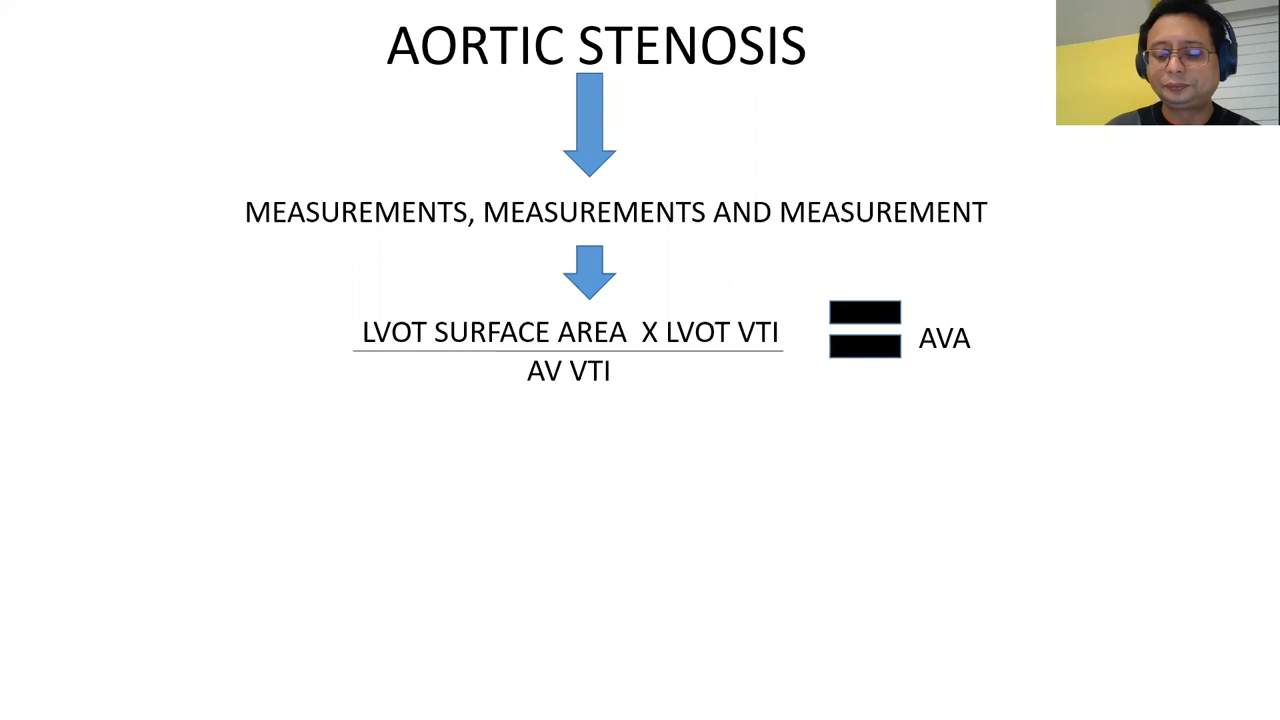 AORTIC STENOSIS
MEASUREMENTS, MEASUREMENTS AND MEASUREMENT
LVOT SURFACE AREA X LVOT VTI
AV VTI
AVA